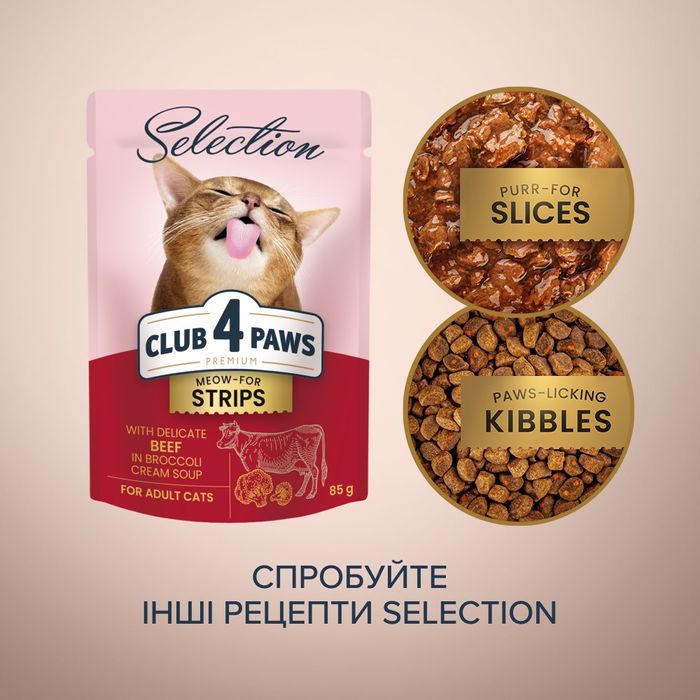 Selection
CLUB 4 PAWS
PREMIUM
MEOW-FOR
STRIPS
WITH DELICATE
BEEF
IN BROCCOLI
CREAM SOUP
FOR ADULT CATS
85 g
PURR-FOR
SLICES
PAWS-LICKING
KIBBLES
СПРОБУЙТЕ
ІНШІ РЕЦЕПТИ SELECTION